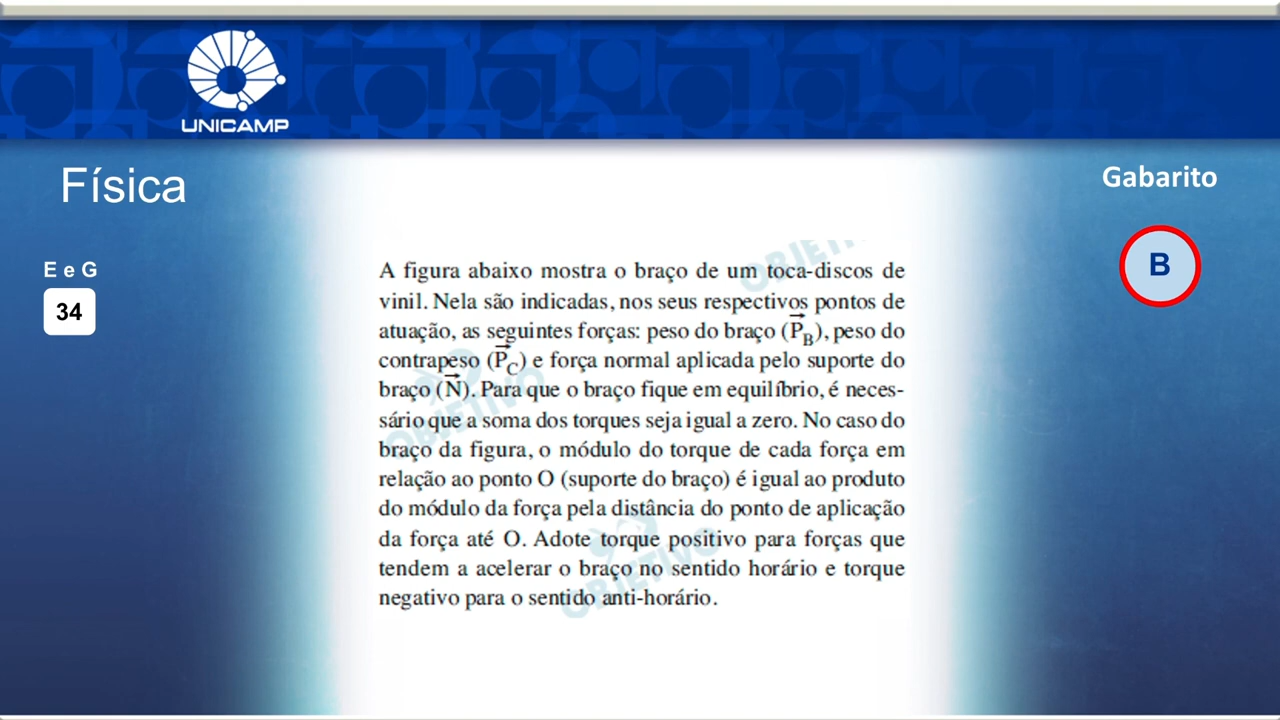 UNICAMP
Física
Gabarito
E e G
34
B
A figura abaixo mostra o braço de um toca-discos de
vinil. Nela são indicadas, nos seus respectivos pontos de
atuação, as seguintes forças: peso do braço (P⃗_B), peso do
contrapeso (P⃗_C) e força normal aplicada pelo suporte do
braço (N⃗). Para que o braço fique em equilíbrio, é neces-
sário que a soma dos torques seja igual a zero. No caso do
braço da figura, o módulo do torque de cada força em
relação ao ponto O (suporte do braço) é igual ao produto
do módulo da força pela distância do ponto de aplicação
da força até O. Adote torque positivo para forças que
tendem a acelerar o braço no sentido horário e torque
negativo para o sentido anti-horário.
OBJETIVO
OBJETIVO
OBJETIVO